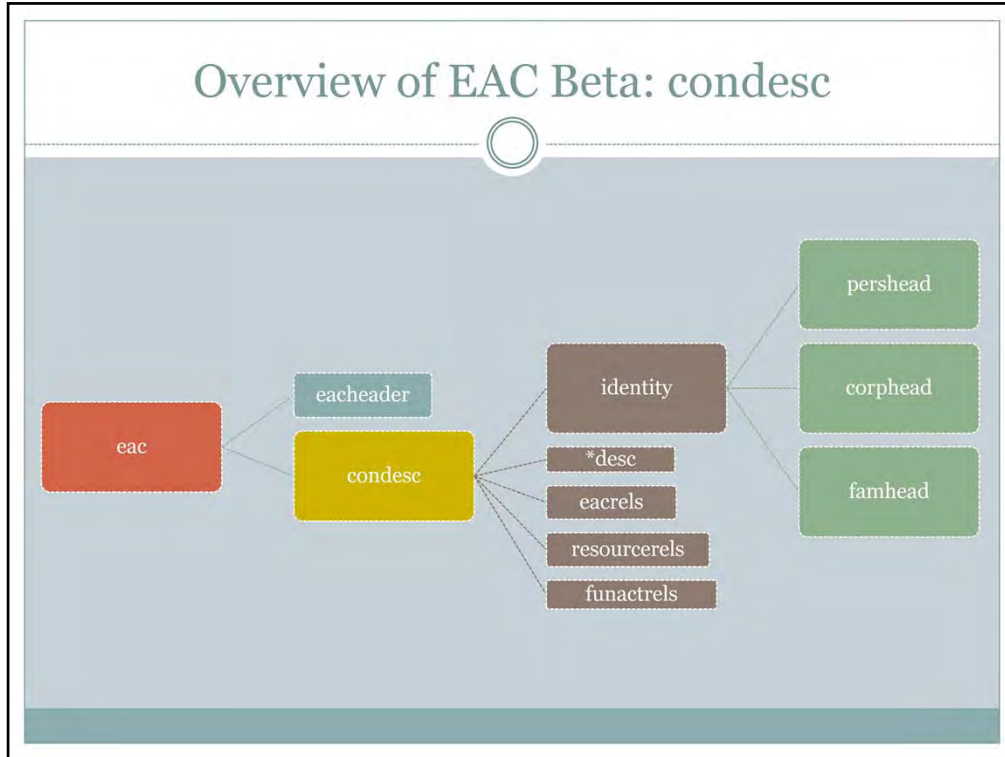 Overview of EAC Beta: condesc
eac
eacheader
condesc
identity
*desc
eacrels
resourcerels
funactrels
pershead
corphead
famhead